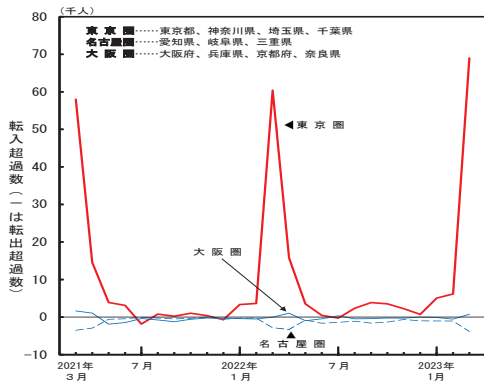 （千人）
80
70
60
50
40
30
20
10
0
−10
転入超過数（−は転出超過数）
東京圏……東京都、神奈川県、埼玉県、千葉県
名古屋圏……愛知県、岐阜県、三重県
大阪圏……大阪府、兵庫県、京都府、奈良県
東京圏
大阪圏
名古屋圏
2021年
3月
7月
2022年
1月
7月
2023年
1月